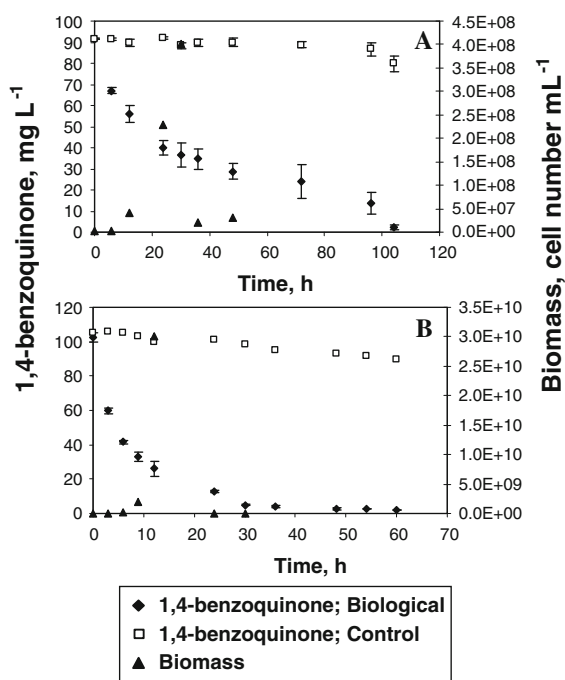 1,4-benzoquinone, mg L-1
Biomass, cell number mL-1
A
100
90
80
70
60
50
40
30
20
10
0
4.5E+08
4.0E+08
3.5E+08
3.0E+08
2.5E+08
2.0E+08
1.5E+08
1.0E+08
5.0E+07
0.0E+00
0 20 40 60 80 100 120
Time, h
B
120
100
80
60
40
20
0
3.5E+10
3.0E+10
2.5E+10
2.0E+10
1.5E+10
1.0E+10
5.0E+09
0.0E+00
0 10 20 30 40 50 60 70
Time, h
1,4-benzoquinone; Biological
1,4-benzoquinone; Control
Biomass